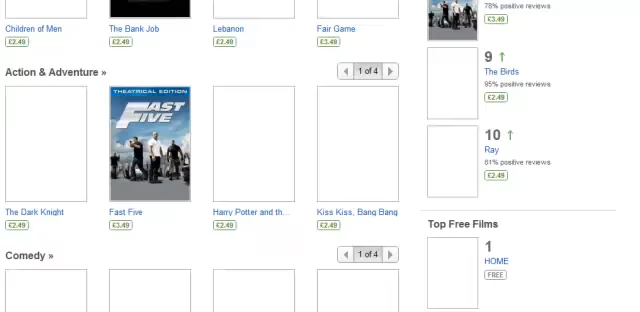 Children of Men
£2.49
The Bank Job
£2.49
Lebanon
£2.49
Fair Game
£3.49
Action & Adventure »
1 of 4
THEATRICAL EDITION
FAST FIVE
The Dark Knight
£2.49
Fast Five
£3.49
Harry Potter and th...
£2.49
Kiss Kiss, Bang Bang
£2.49
Comedy »
1 of 4
78% positive reviews
£3.49
9
The Birds
95% positive reviews
£2.49
10
Ray
81% positive reviews
£2.49
Top Free Films
1
HOME
FREE